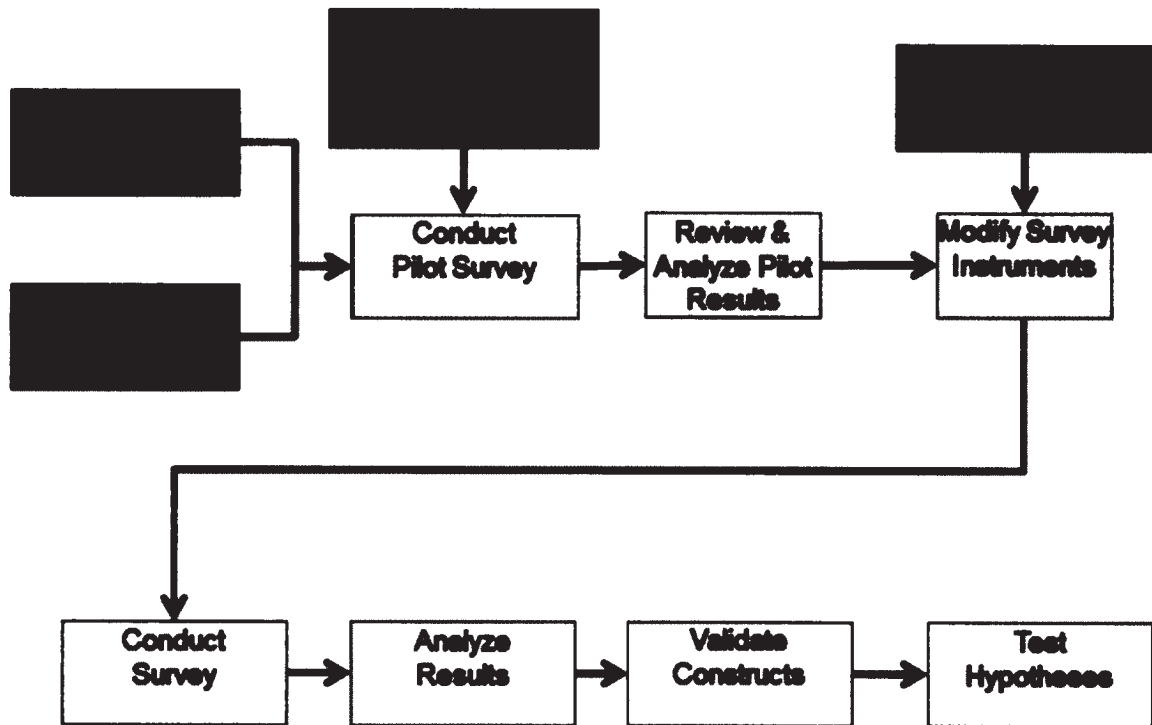 Conduct
Pilot Survey
Review &
Analyze Pilot
Results
Modify Survey
Instruments
Conduct
Survey
Analyze
Results
Validate
Constructs
Test
Hypotheses